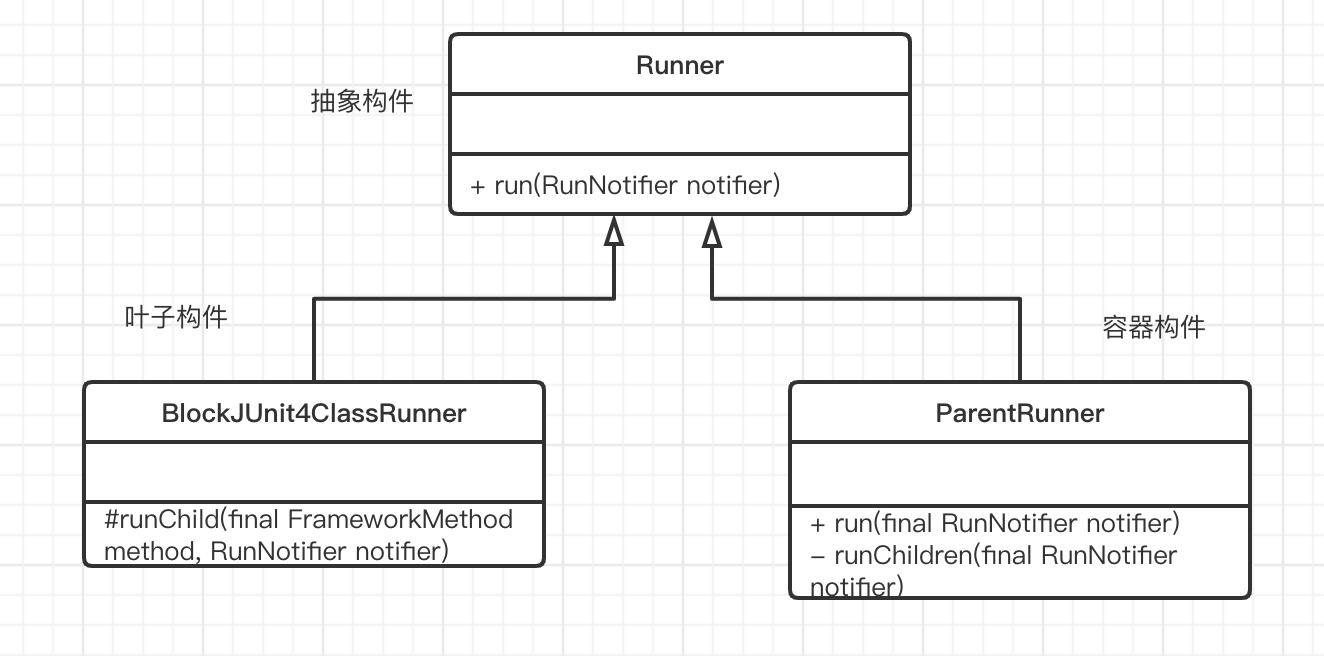 Runner
抽象构件
+ run(RunNotifier notifier)
叶子构件
容器构件
BlockJUnit4ClassRunner
#runChild(final FrameworkMethod
method, RunNotifier notifier)
ParentRunner
+ run(final RunNotifier notifier)
– runChildren(final RunNotifier
notifier)